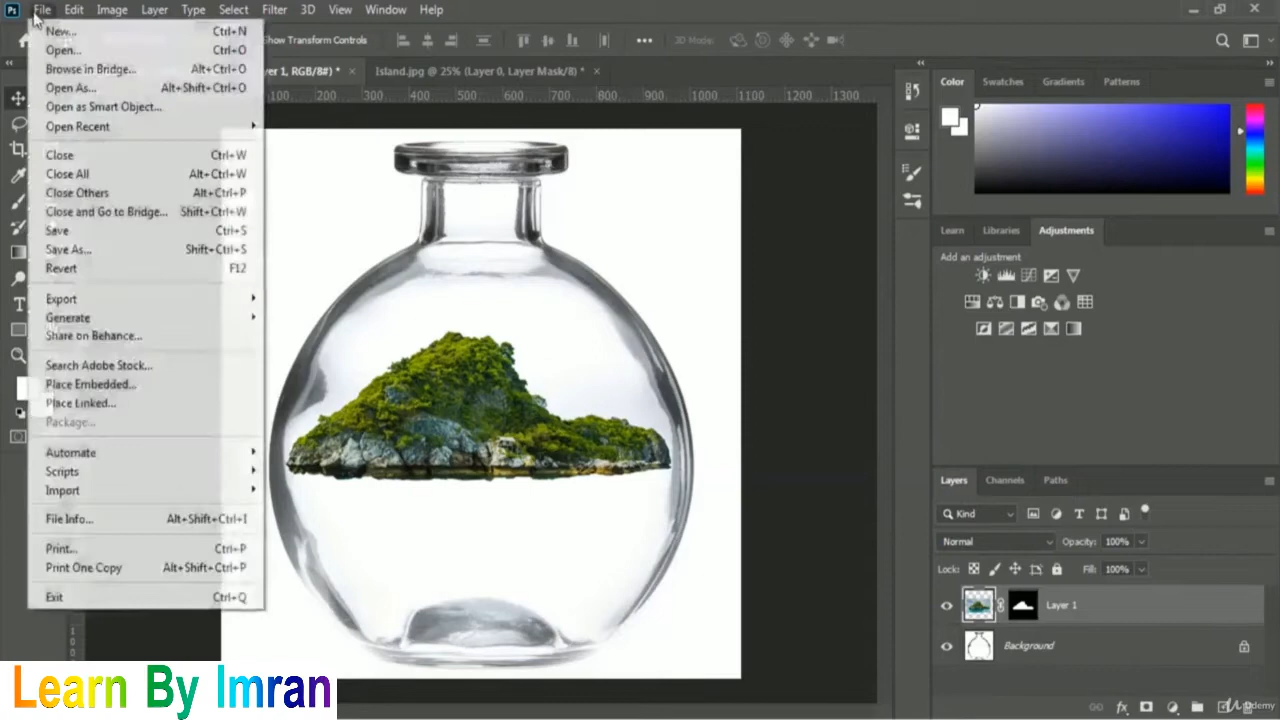 Ps File Edit Image Layer Type Select Filter 3D View Window Help
Show Transform Controls 3D Mode:
New... Ctrl+N
Open... Ctrl+O
Browse in Bridge... Alt+Ctrl+O
Open As... Alt+Shift+Ctrl+O
Open as Smart Object...
Open Recent
Close Ctrl+W
Close All Alt+Ctrl+W
Close Others Alt+Ctrl+P
Close and Go to Bridge... Shift+Ctrl+W
Save Ctrl+S
Save As... Shift+Ctrl+S
Revert F12
Export
Generate
Share on Behance...
Search Adobe Stock...
Place Embedded...
Place Linked...
Package...
Automate
Scripts
Import
File Info... Alt+Shift+Ctrl+I
Print... Ctrl+P
Print One Copy Alt+Shift+Ctrl+P
Exit Ctrl+Q
1, RGB/8#) * × Island.jpg @ 25% (Layer 0, Layer Mask/8) * ×
100 200 300 400 500 600 700 800 900 1000 1100 1200 1300
Color Swatches Gradients Patterns
Learn Libraries Adjustments
Add an adjustment
Layers Channels Paths
Kind
Normal Opacity: 100%
Lock: Fill: 100%
Layer 1
Background
Learn By Imran